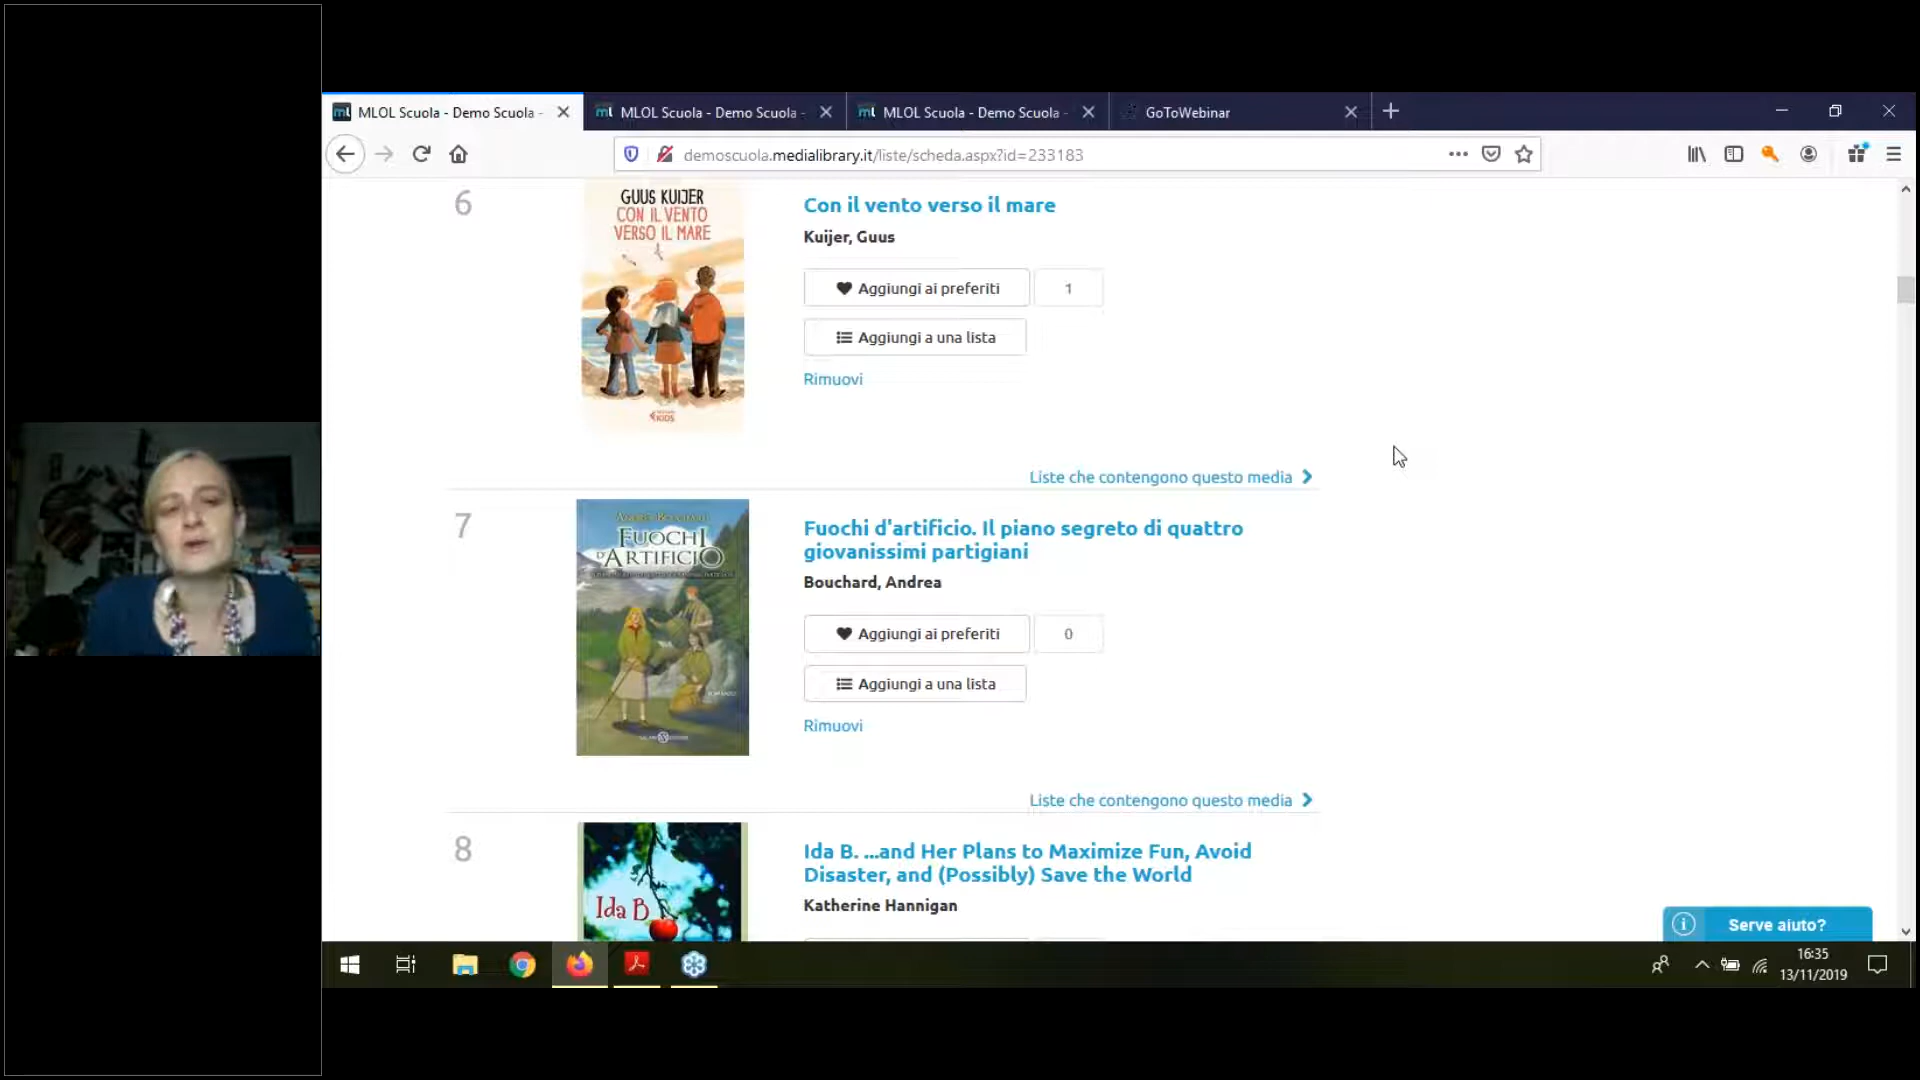 MLOL Scuola - Demo Scuola -
MLOL Scuola - Demo Scuola -
MLOL Scuola - Demo Scuola -
GoToWebinar
demoscuola.medialibrary.it/liste/scheda.aspx?id=233183
6
GUUS KUIJER
CON IL VENTO
VERSO IL MARE
KIDS
Con il vento verso il mare
Kuijer, Guus
Aggiungi ai preferiti
1
Aggiungi a una lista
Rimuovi
Liste che contengono questo media
7
FUOCHI
D'ARTIFICIO
Fuochi d'artificio. Il piano segreto di quattro
giovanissimi partigiani
Bouchard, Andrea
Aggiungi ai preferiti
0
Aggiungi a una lista
Rimuovi
Liste che contengono questo media
8
Ida B
Ida B. ...and Her Plans to Maximize Fun, Avoid
Disaster, and (Possibly) Save the World
Katherine Hannigan
Serve aiuto?
16:35
13/11/2019